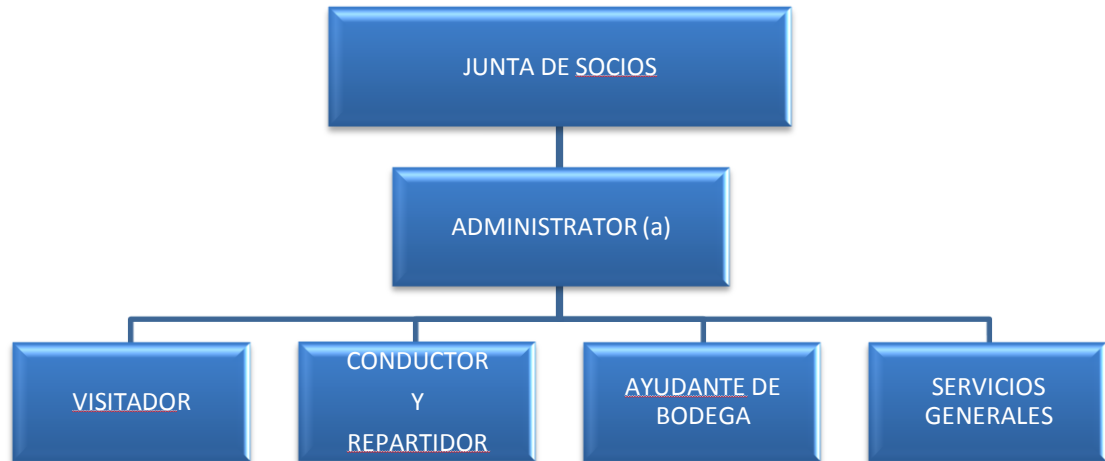 JUNTA DE SOCIOS
ADMINISTRATOR (a)
VISITADOR
CONDUCTOR
Y
REPARTIDOR
AYUDANTE DE
BODEGA
SERVICIOS
GENERALES